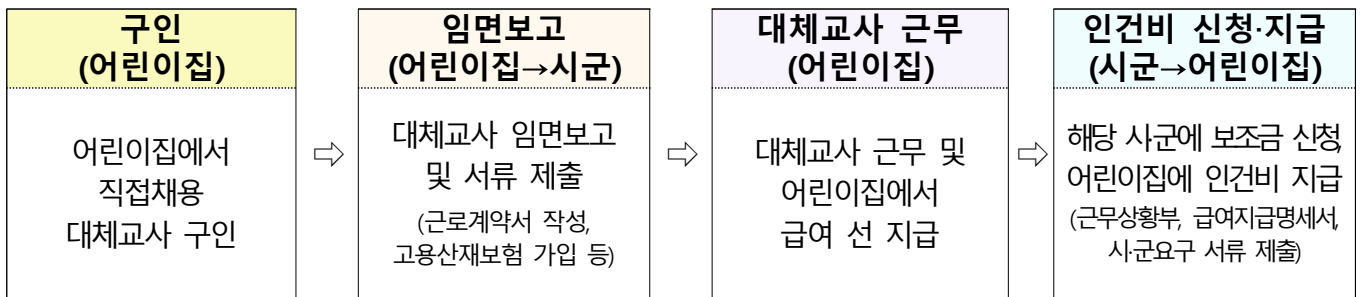 구인
(어린이집)
어린이집에서
직접채용
대체교사 구인
⇨
임면보고
(어린이집→시군)
대체교사 임면보고
및 서류 제출
(근로계약서 작성,
고용산재보험 가입 등)
⇨
대체교사 근무
(어린이집)
대체교사 근무 및
어린이집에서
급여 선 지급
⇨
인건비 신청·지급
(시군→어린이집)
해당 시·군에 보조금 신청,
어린이집에 인건비 지급
(근무상황부, 급여지급명세서,
시·군요구 서류 제출)